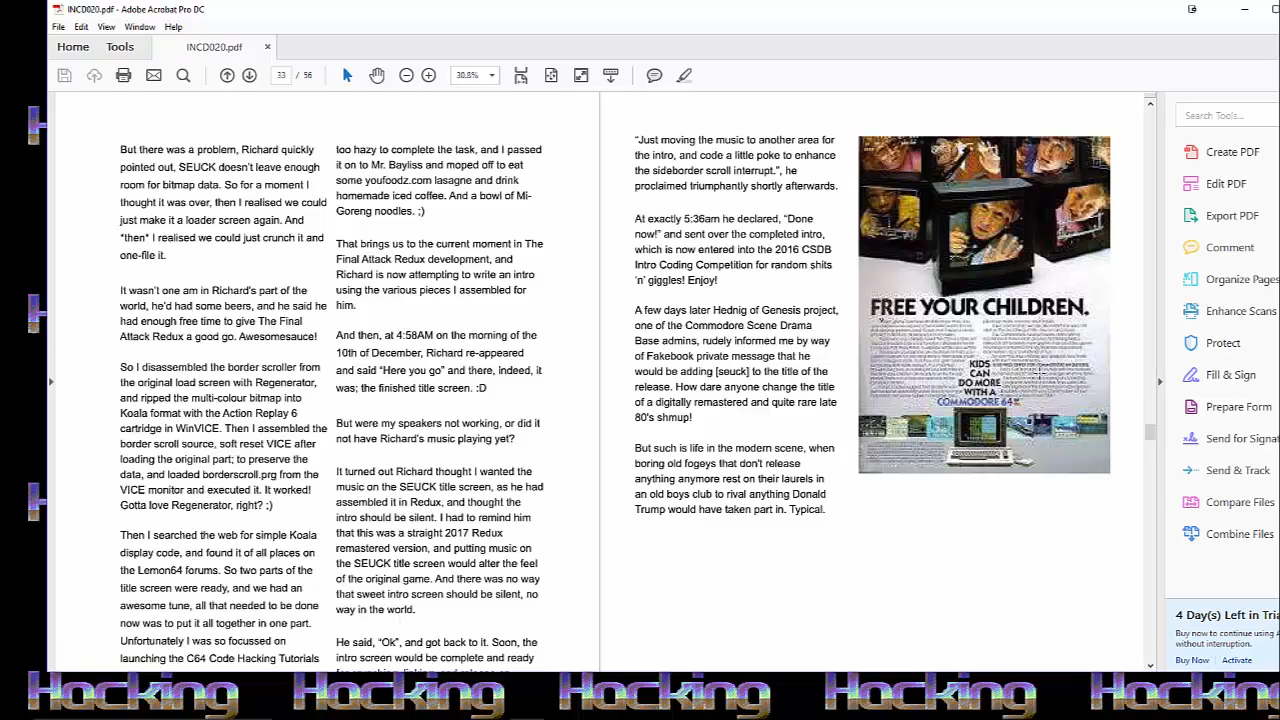 INCD020.pdf - Adobe Acrobat Pro DC
File Edit View Window Help
Home Tools INCD020.pdf ×
33 / 56 30.8%
But there was a problem, Richard quickly
pointed out, SEUCK doesn't leave enough
room for bitmap data. So for a moment I
thought it was over, then I realised we could
just make it a loader screen again. And
*then* I realised we could just crunch it and
one-file it.
It wasn't one am in Richard's part of the
world, he'd had some beers, and he said he
had enough free time to give The Final
Attack Redux a good go. Awesomesauce!
So I disassembled the border scroller from
the original load screen with Regenerator,
and ripped the multi-colour bitmap into
Koala format with the Action Replay 6
cartridge in WinVICE. Then I assembled the
border scroll source, soft reset VICE after
loading the original part; to preserve the
data, and loaded borderscroll.prg from the
VICE monitor and executed it. It worked!
Gotta love Regenerator, right? ;)
Then I searched the web for simple Koala
display code, and found it of all places on
the Lemon64 forums. So two parts of the
title screen were ready, and we had an
awesome tune, all that needed to be done
now was to put it all together in one part.
Unfortunately I was so focussed on
launching the C64 Code Hacking Tutorials
too hazy to complete the task, and I passed
it on to Mr. Bayliss and moped off to eat
some youfoodz.com lasagne and drink
homemade iced coffee. And a bowl of Mi-
Goreng noodles. ;)
That brings us to the current moment in The
Final Attack Redux development, and
Richard is now attempting to write an intro
using the various pieces I assembled for
him.
And then, at 4:58AM on the morning of the
10th of December, Richard re-appeared
and said "Here you go" and there, indeed, it
was, the finished title screen. :D
But were my speakers not working, or did it
not have Richard's music playing yet?
It turned out Richard thought I wanted the
music on the SEUCK title screen, as he had
assembled it in Redux, and thought the
intro should be silent. I had to remind him
that this was a straight 2017 Redux
remastered version, and putting music on
the SEUCK title screen would alter the feel
of the original game. And there was no way
that sweet intro screen should be silent, no
way in the world.
He said, "Ok", and got back to it. Soon, the
intro screen would be complete and ready
"Just moving the music to another area for
the intro, and code a little poke to enhance
the sideborder scroll interrupt.", he
proclaimed triumphantly shortly afterwards.
At exactly 5:36am he declared, "Done
now!" and sent over the completed intro,
which is now entered into the 2016 CSDB
Intro Coding Competition for random shits
'n' giggles! Enjoy!
A few days later Hednig of Genesis project,
one of the Commodore Scene Drama
Base admins, rudely informed me by way
of Fakebook private message that he
would be adding [seuck] to the title of the
release. How dare anyone change the title
of a digitally remastered and quite rare late
80's shmup!
But such is life in the modern scene, when
boring old fogeys that don't release
anything anymore rest on their laurels in
an old boys club to rival anything Donald
Trump would have taken part in. Typical.
FREE YOUR CHILDREN.
KIDS
CAN
DO MORE
WITH A
COMMODORE 64
Search Tools...
Create PDF
Edit PDF
Export PDF
Comment
Organize Pages
Enhance Scans
Protect
Fill & Sign
Prepare Form
Send for Signa
Send & Track
Compare Files
Combine Files
4 Day(s) Left in Tria
Buy now to continue using A
without interruption.
Buy Now Activate
Hacking Hacking Hacking Hacking Hacking